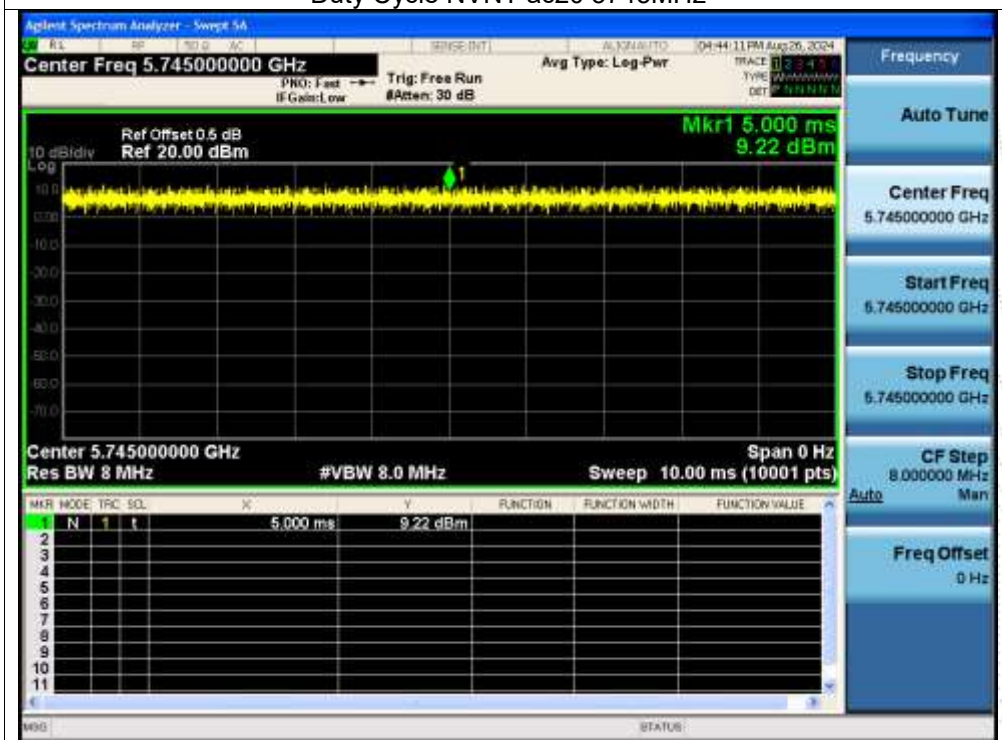 Duty Cycle NVNT ac20 5745MHz
Agilent Spectrum Analyzer - Swept SA
RL RF 50 Ω AC SENSE:INT ALIGN AUTO 04:44:11 PM Aug 26, 2024
Center Freq 5.745000000 GHz
PNO: Fast
IFGain:Low
Trig: Free Run
#Atten: 30 dB
Avg Type: Log-Pwr
TRACE 1 2 3 4 5 6
TYPE
DET P N N N N N
Ref Offset 0.5 dB
Ref 20.00 dBm
10 dB/div
Log
Mkr1 5.000 ms
9.22 dBm
1
10.0
0.00
-10.0
-20.0
-30.0
-40.0
-50.0
-60.0
-70.0
Center 5.745000000 GHz
Span 0 Hz
Res BW 8 MHz
#VBW 8.0 MHz
Sweep 10.00 ms (10001 pts)
MKR MODE TRC SCL X Y FUNCTION FUNCTION WIDTH FUNCTION VALUE
1 N 1 t 5.000 ms 9.22 dBm
2
3
4
5
6
7
8
9
10
11
MSG
STATUS
Frequency
Auto Tune
Center Freq
5.745000000 GHz
Start Freq
5.745000000 GHz
Stop Freq
5.745000000 GHz
CF Step
8.000000 MHz
Auto Man
Freq Offset
0 Hz